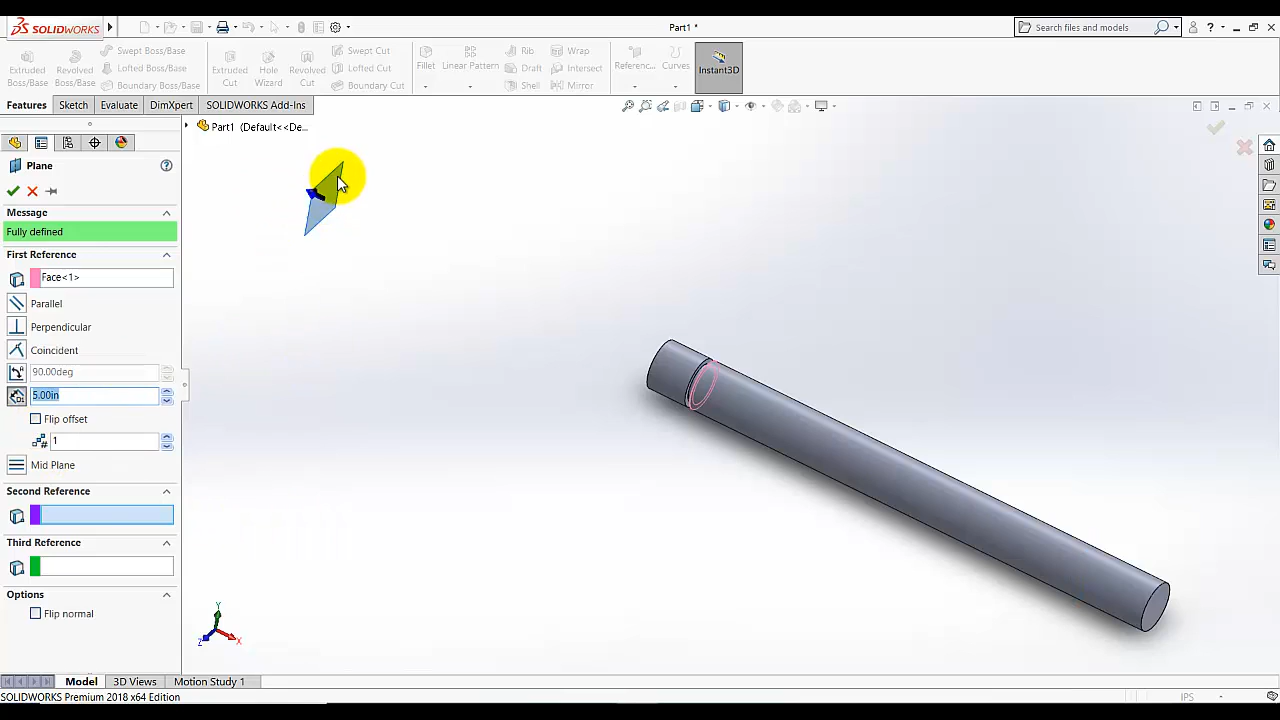 SOLIDWORKS
Part1 *
Search files and models
?
Extruded Boss/Base
Revolved Boss/Base
Swept Boss/Base
Lofted Boss/Base
Boundary Boss/Base
Extruded Cut
Hole Wizard
Revolved Cut
Swept Cut
Lofted Cut
Boundary Cut
Fillet
Linear Pattern
Rib
Draft
Shell
Wrap
Intersect
Mirror
Referenc...
Curves
Instant3D
Features
Sketch
Evaluate
DimXpert
SOLIDWORKS Add-Ins
Part1 (Default<<De...
Plane
?
Message
Fully defined
First Reference
Face<1>
Parallel
Perpendicular
Coincident
90.00deg
5.00in
Flip offset
1
Mid Plane
Second Reference
Third Reference
Options
Flip normal
Y
Z
X
Model
3D Views
Motion Study 1
SOLIDWORKS Premium 2018 x64 Edition
IPS